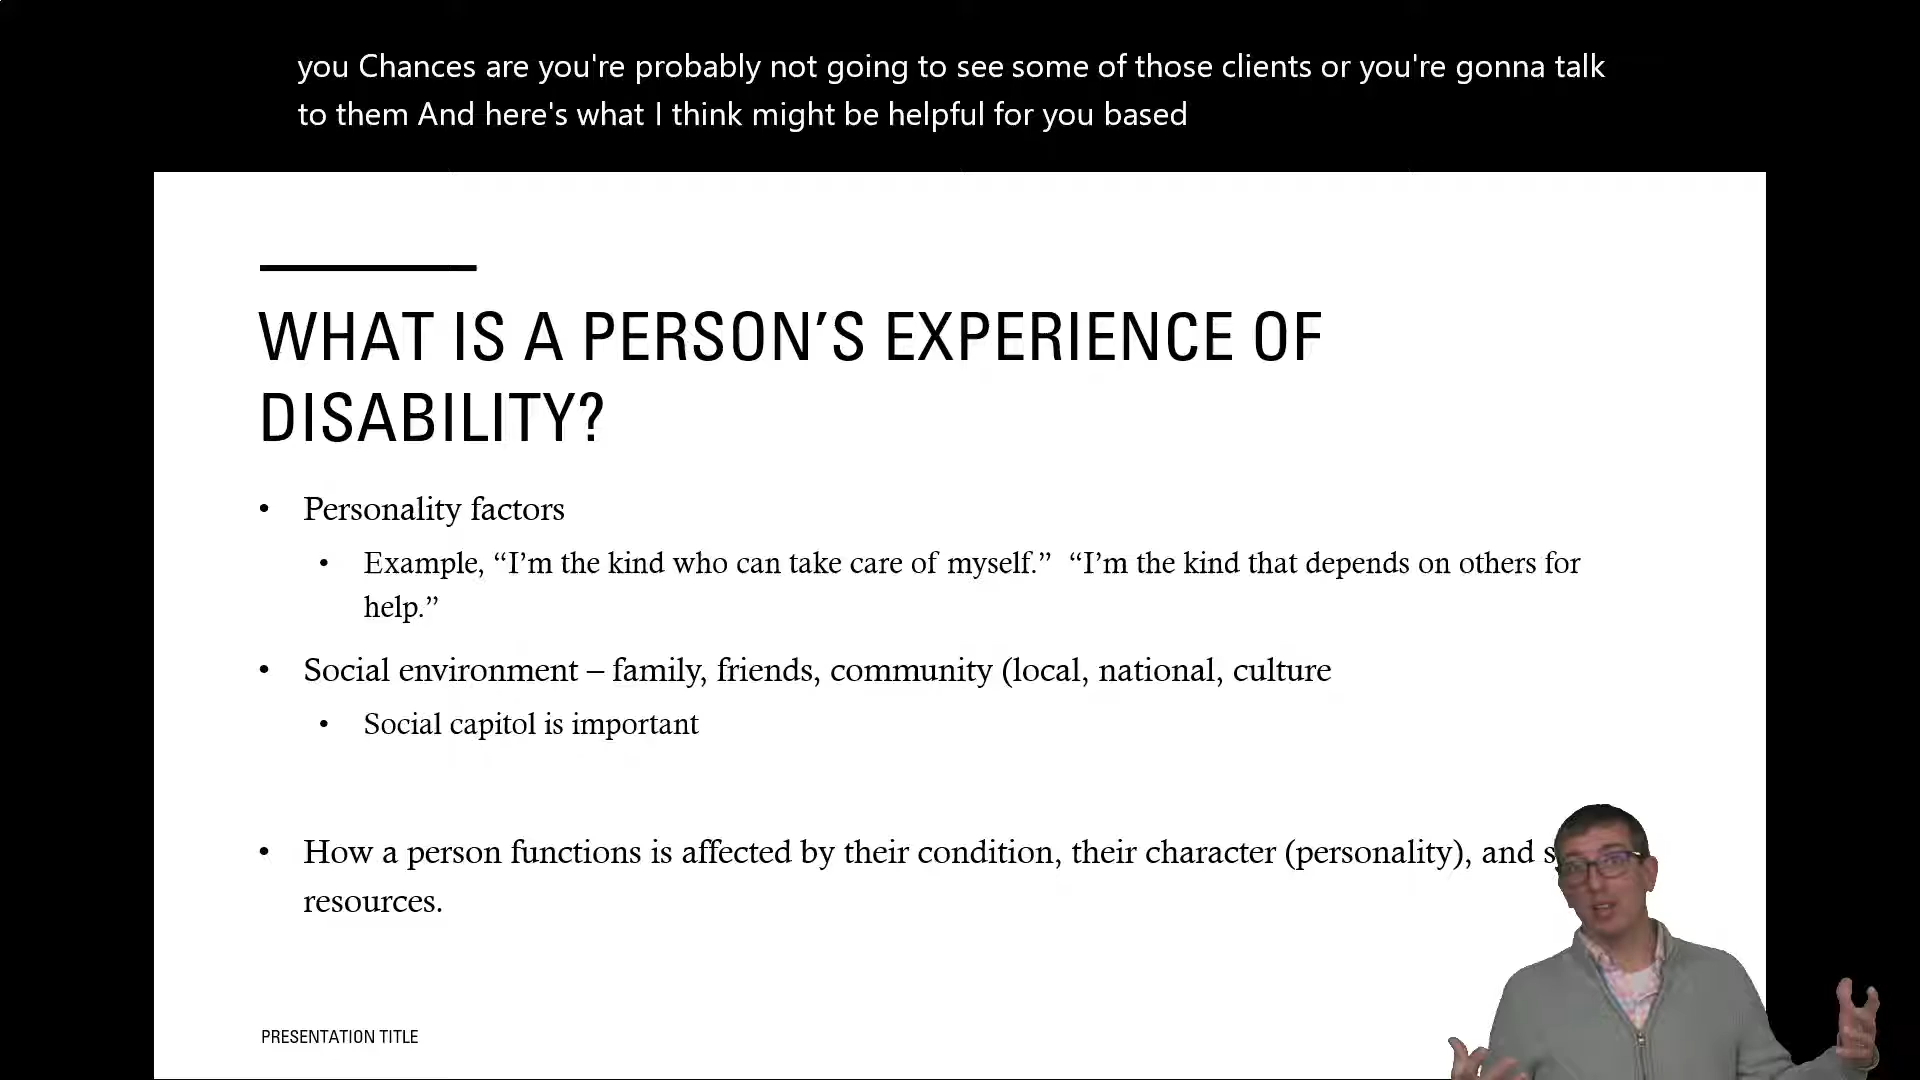 you Chances are you're probably not going to see some of those clients or you're gonna talk
to them And here's what I think might be helpful for you based
WHAT IS A PERSON’S EXPERIENCE OF
DISABILITY?
• Personality factors
• Example, “I’m the kind who can take care of myself.”  “I’m the kind that depends on others for
help.”
• Social environment – family, friends, community (local, national, culture
• Social capitol is important
• How a person functions is affected by their condition, their character (personality), and
resources.
PRESENTATION TITLE